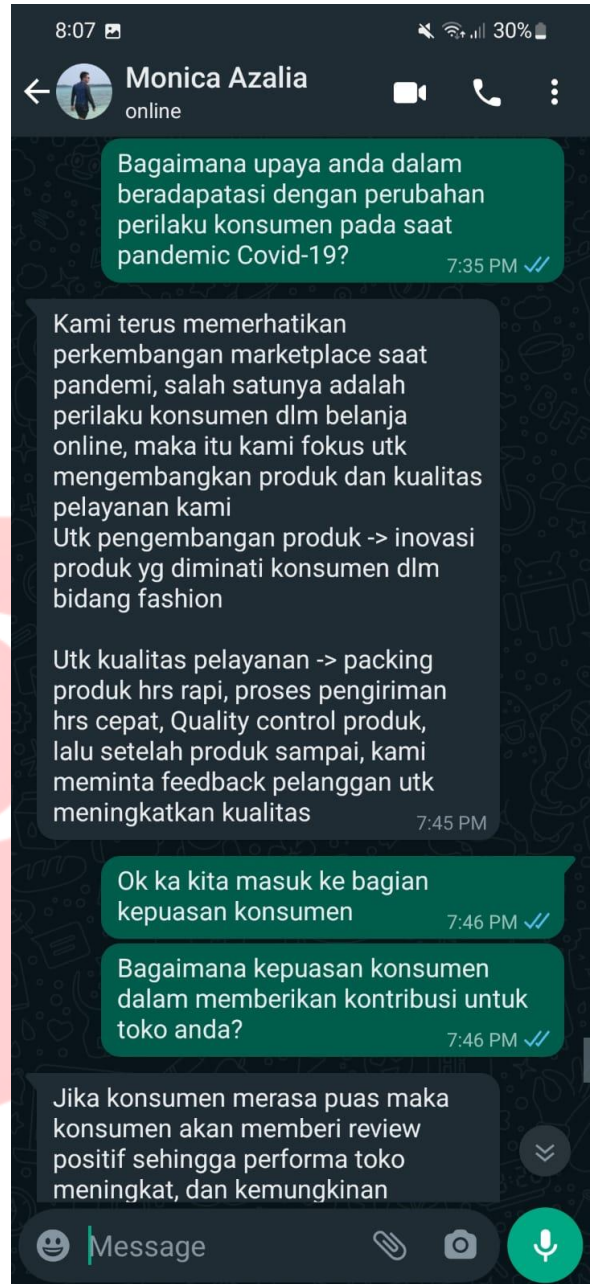 8:07
30%
Monica Azalia
online
Bagaimana upaya anda dalam
beradapatasi dengan perubahan
perilaku konsumen pada saat
pandemic Covid-19?
7:35 PM
Kami terus memerhatikan
perkembangan marketplace saat
pandemi, salah satunya adalah
perilaku konsumen dlm belanja
online, maka itu kami fokus utk
mengembangkan produk dan kualitas
pelayanan kami
Utk pengembangan produk -> inovasi
produk yg diminati konsumen dlm
bidang fashion
Utk kualitas pelayanan -> packing
produk hrs rapi, proses pengiriman
hrs cepat, Quality control produk,
lalu setelah produk sampai, kami
meminta feedback pelanggan utk
meningkatkan kualitas
7:45 PM
Ok ka kita masuk ke bagian
kepuasan konsumen
7:46 PM
Bagaimana kepuasan konsumen
dalam memberikan kontribusi untuk
toko anda?
7:46 PM
Jika konsumen merasa puas maka
konsumen akan memberi review
positif sehingga performa toko
meningkat, dan kemungkinan
Message